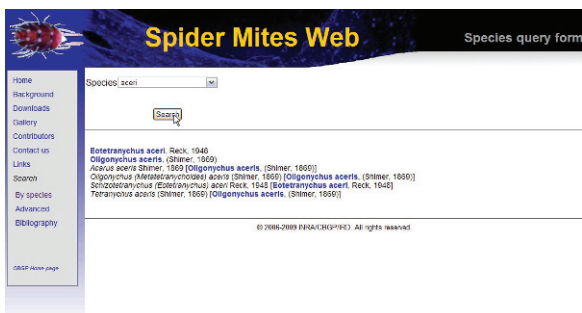 Spider Mites Web
Species query form
Home
Background
Downloads
Gallery
Contributors
Contact us
Links
Search
By species
Advanced
Bibliography
CBGP Home page
Species aceri
Search
Eotetranychus aceri, Reck, 1948
Oligonychus aceris, (Shimer, 1869)
Acarus aceris Shimer, 1869 [Oligonychus aceris, (Shimer, 1869)]
Oligonychus (Metatetranychoides) aceris (Shimer, 1869) [Oligonychus aceris, (Shimer, 1869)]
Schizotetranychus (Eotetranychus) aceri Reck, 1948 [Eotetranychus aceri, Reck, 1948]
Tetranychus aceris (Shimer, 1869) [Oligonychus aceris, (Shimer, 1869)]
© 2006-2009 INRA/CBGP/IRD. All rights reserved